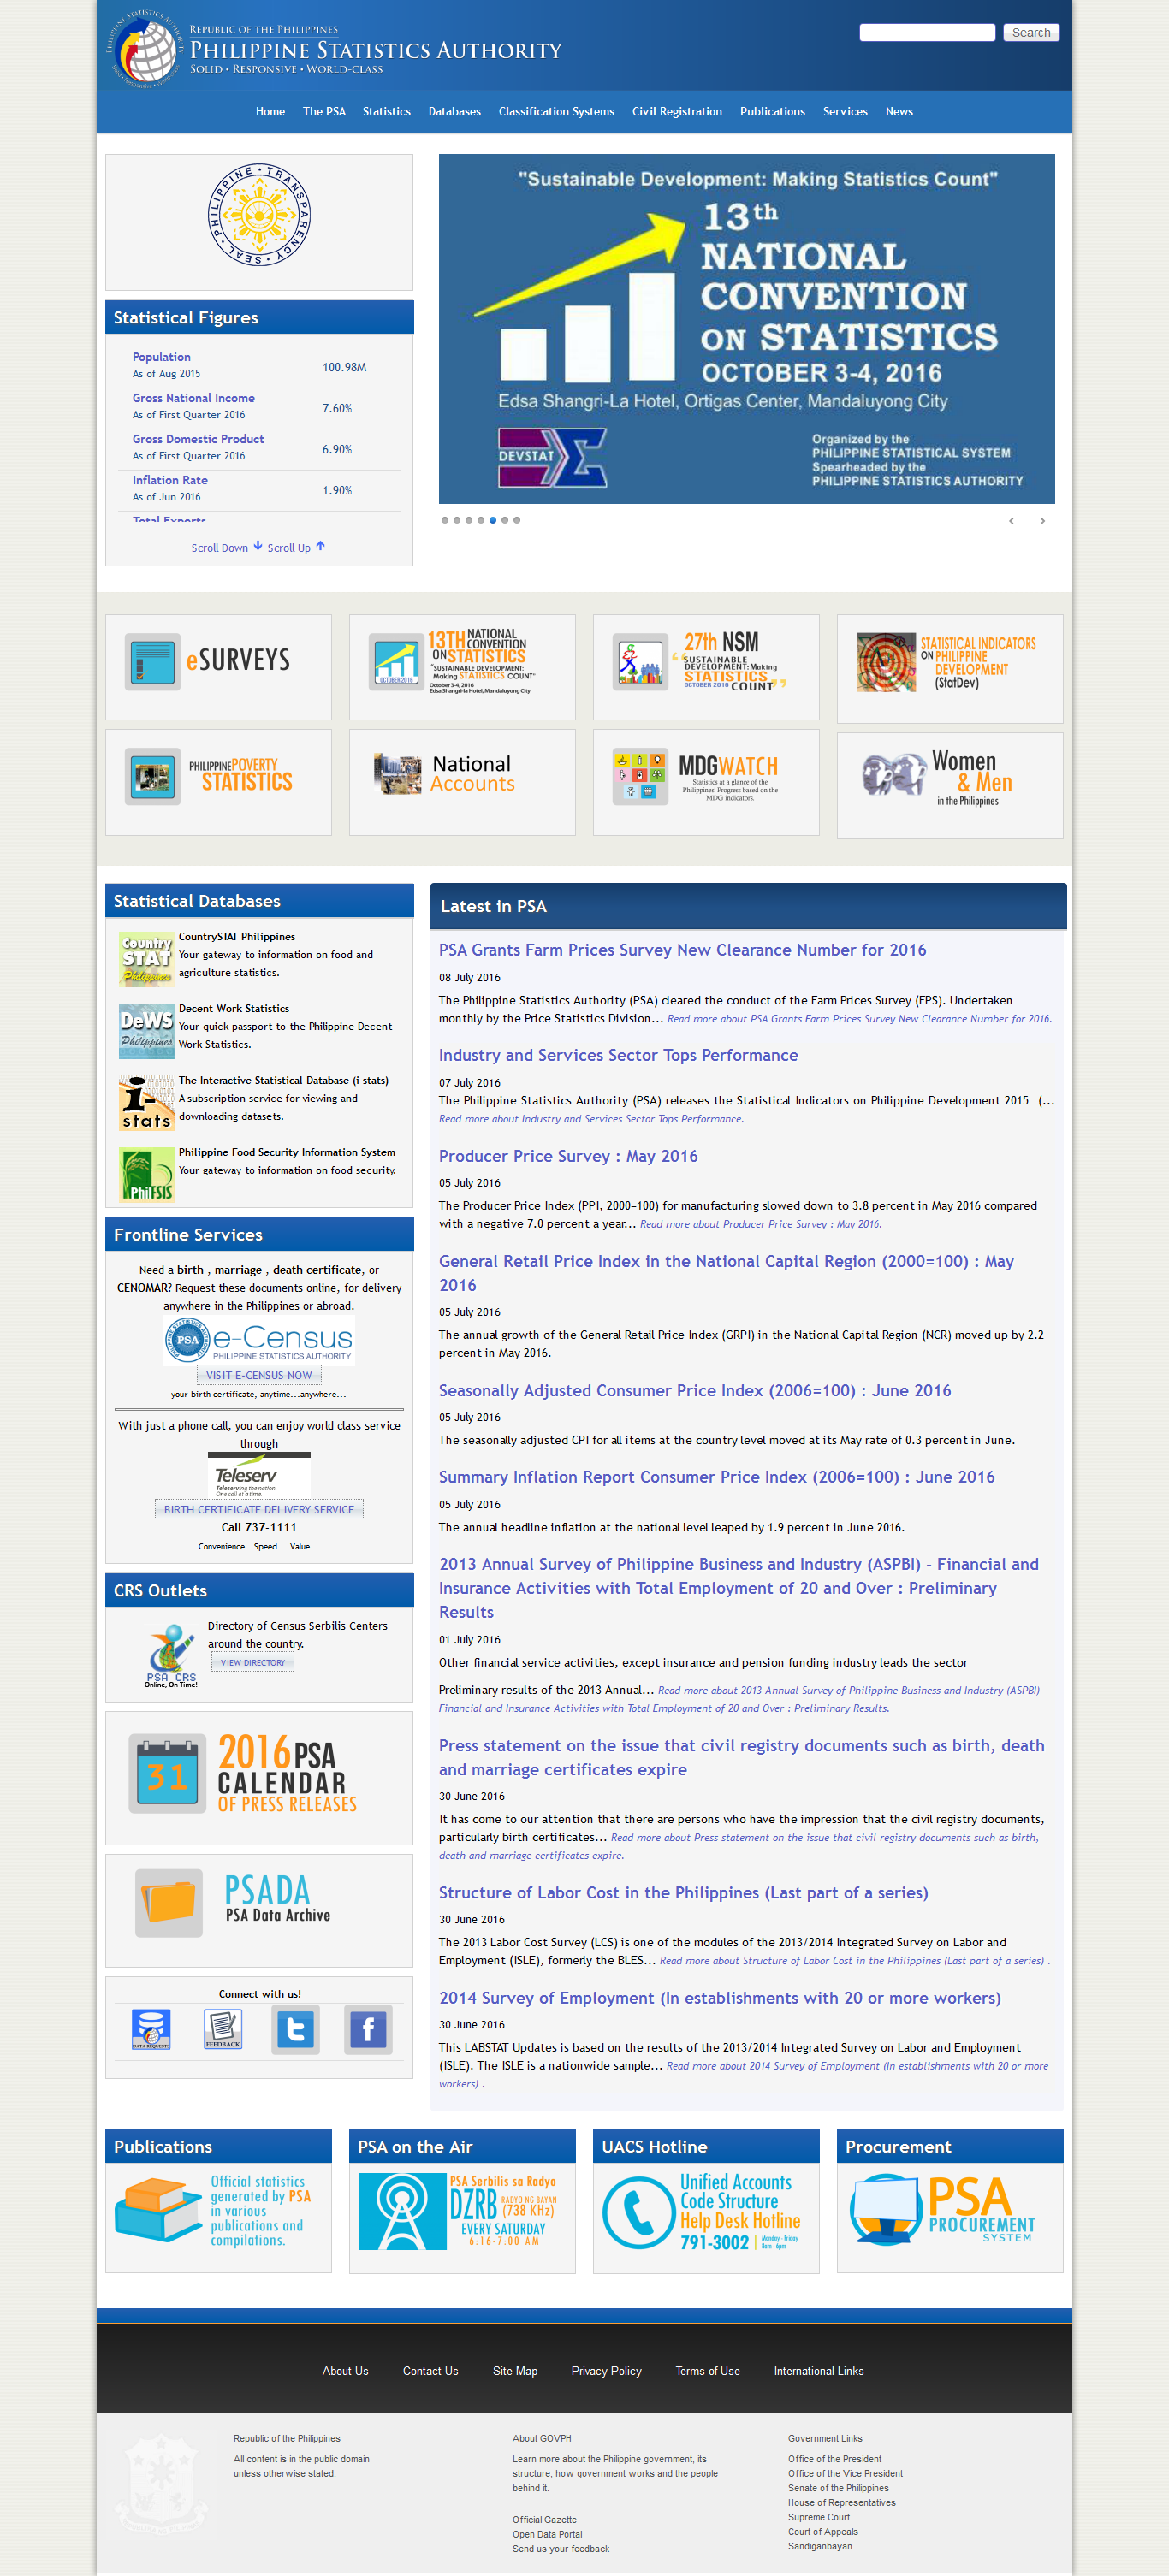 REPUBLIC OF THE PHILIPPINES
PHILIPPINE STATISTICS AUTHORITY
SOLID • RESPONSIVE • WORLD-CLASS
Search
Home The PSA Statistics Databases Classification Systems Civil Registration Publications Services News
PHILIPPINE • TRANSPARENCY • SEAL •
"Sustainable Development: Making Statistics Count"
13th
NATIONAL
CONVENTION
ON STATISTICS
OCTOBER 3-4, 2016
Edsa Shangri-La Hotel, Ortigas Center, Mandaluyong City
DEVSTAT
Organized by the
PHILIPPINE STATISTICAL SYSTEM
Spearheaded by the
PHILIPPINE STATISTICS AUTHORITY
Statistical Figures
Population
As of Aug 2015
100.98M
Gross National Income
As of First Quarter 2016
7.60%
Gross Domestic Product
As of First Quarter 2016
6.90%
Inflation Rate
As of Jun 2016
1.90%
Total Exports
Scroll Down Scroll Up
eSURVEYS
OCTOBER 2016
13TH NATIONAL
CONVENTION
ON STATISTICS
"SUSTAINABLE DEVELOPMENT:
Making STATISTICS COUNT"
October 3-4, 2016
Edsa Shangri-la Hotel, Mandaluyong City
27th NSM
"SUSTAINABLE
DEVELOPMENT:Making
STATISTICS
OCTOBER 2016 COUNT"
STATISTICAL INDICATORS
ON PHILIPPINE
DEVELOPMENT
(StatDev)
PHILIPPINE POVERTY
STATISTICS
National
Accounts
MDGWATCH
Statistics at a glance of the
Philippines' Progress based on the
MDG indicators.
Women
& Men
in the Philippines
Statistical Databases
Country
STAT
Philippines
CountrySTAT Philippines
Your gateway to information on food and
agriculture statistics.
DeWS
Philippines
Decent Work Statistics
Your quick passport to the Philippine Decent
Work Statistics.
i-
stats
The Interactive Statistical Database (i-stats)
A subscription service for viewing and
downloading datasets.
PhilFSIS
Philippine Food Security Information System
Your gateway to information on food security.
Frontline Services
Need a birth , marriage , death certificate, or
CENOMAR? Request these documents online, for delivery
anywhere in the Philippines or abroad.
PSA
e-Census
PHILIPPINE STATISTICS AUTHORITY
VISIT E-CENSUS NOW
your birth certificate, anytime...anywhere...
With just a phone call, you can enjoy world class service
through
Teleserv
Teleserving the nation.
One call at a time.
BIRTH CERTIFICATE DELIVERY SERVICE
Call 737-1111
Convenience.. Speed... Value...
CRS Outlets
PSA CRS
Online, On Time!
Directory of Census Serbilis Centers
around the country.
VIEW DIRECTORY
31
2016 PSA
CALENDAR
OF PRESS RELEASES
PSADA
PSA Data Archive
Connect with us!
DATA REQUESTS
FEEDBACK
Latest in PSA
PSA Grants Farm Prices Survey New Clearance Number for 2016
08 July 2016
The Philippine Statistics Authority (PSA) cleared the conduct of the Farm Prices Survey (FPS). Undertaken
monthly by the Price Statistics Division... Read more about PSA Grants Farm Prices Survey New Clearance Number for 2016.
Industry and Services Sector Tops Performance
07 July 2016
The Philippine Statistics Authority (PSA) releases the Statistical Indicators on Philippine Development 2015 (...
Read more about Industry and Services Sector Tops Performance.
Producer Price Survey : May 2016
05 July 2016
The Producer Price Index (PPI, 2000=100) for manufacturing slowed down to 3.8 percent in May 2016 compared
with a negative 7.0 percent a year... Read more about Producer Price Survey : May 2016.
General Retail Price Index in the National Capital Region (2000=100) : May
2016
05 July 2016
The annual growth of the General Retail Price Index (GRPI) in the National Capital Region (NCR) moved up by 2.2
percent in May 2016.
Seasonally Adjusted Consumer Price Index (2006=100) : June 2016
05 July 2016
The seasonally adjusted CPI for all items at the country level moved at its May rate of 0.3 percent in June.
Summary Inflation Report Consumer Price Index (2006=100) : June 2016
05 July 2016
The annual headline inflation at the national level leaped by 1.9 percent in June 2016.
2013 Annual Survey of Philippine Business and Industry (ASPBI) - Financial and
Insurance Activities with Total Employment of 20 and Over : Preliminary
Results
01 July 2016
Other financial service activities, except insurance and pension funding industry leads the sector
Preliminary results of the 2013 Annual... Read more about 2013 Annual Survey of Philippine Business and Industry (ASPBI) -
Financial and Insurance Activities with Total Employment of 20 and Over : Preliminary Results.
Press statement on the issue that civil registry documents such as birth, death
and marriage certificates expire
30 June 2016
It has come to our attention that there are persons who have the impression that the civil registry documents,
particularly birth certificates... Read more about Press statement on the issue that civil registry documents such as birth,
death and marriage certificates expire.
Structure of Labor Cost in the Philippines (Last part of a series)
30 June 2016
The 2013 Labor Cost Survey (LCS) is one of the modules of the 2013/2014 Integrated Survey on Labor and
Employment (ISLE), formerly the BLES... Read more about Structure of Labor Cost in the Philippines (Last part of a series) .
2014 Survey of Employment (In establishments with 20 or more workers)
30 June 2016
This LABSTAT Updates is based on the results of the 2013/2014 Integrated Survey on Labor and Employment
(ISLE). The ISLE is a nationwide sample... Read more about 2014 Survey of Employment (In establishments with 20 or more
workers) .
Publications
Official statistics
generated by PSA
in various
publications and
compilations.
PSA on the Air
PSA Serbilis sa Radyo
DZRB RADYO NG BAYAN
(738 KHz)
EVERY SATURDAY
6:16-7:00 AM
UACS Hotline
Unified Accounts
Code Structure
Help Desk Hotline
791-3002 Monday - Friday
8am - 6pm
Procurement
PSA
PROCUREMENT
SYSTEM
About Us Contact Us Site Map Privacy Policy Terms of Use International Links
Republic of the Philippines
All content is in the public domain
unless otherwise stated.
About GOVPH
Learn more about the Philippine government, its
structure, how government works and the people
behind it.
Official Gazette
Open Data Portal
Send us your feedback
Government Links
Office of the President
Office of the Vice President
Senate of the Philippines
House of Representatives
Supreme Court
Court of Appeals
Sandiganbayan